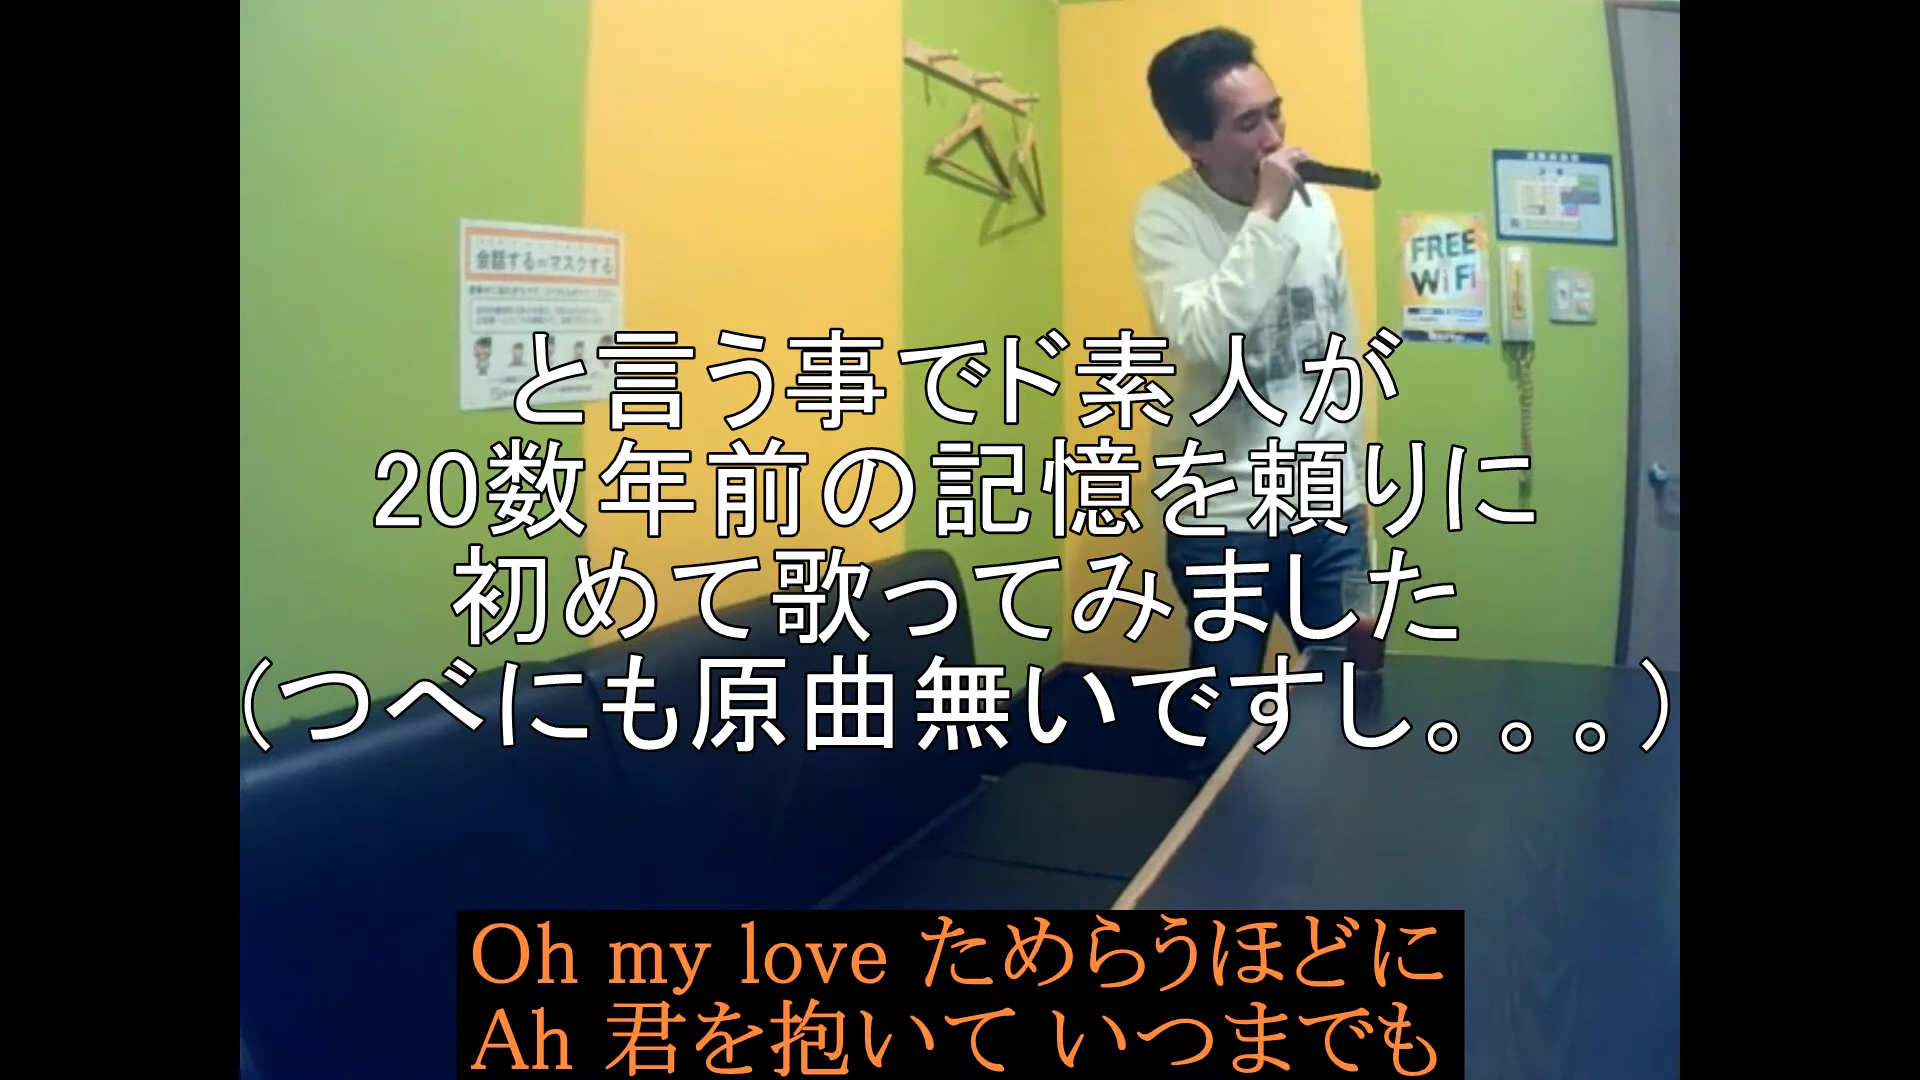 会話する=マスクする
FREE
WiFi
と言う事でド素人が
20数年前の記憶を頼りに
初めて歌ってみました
(つべにも原曲無いですし。。。)
Oh my love ためらうほどに
Ah 君を抱いて いつまでも